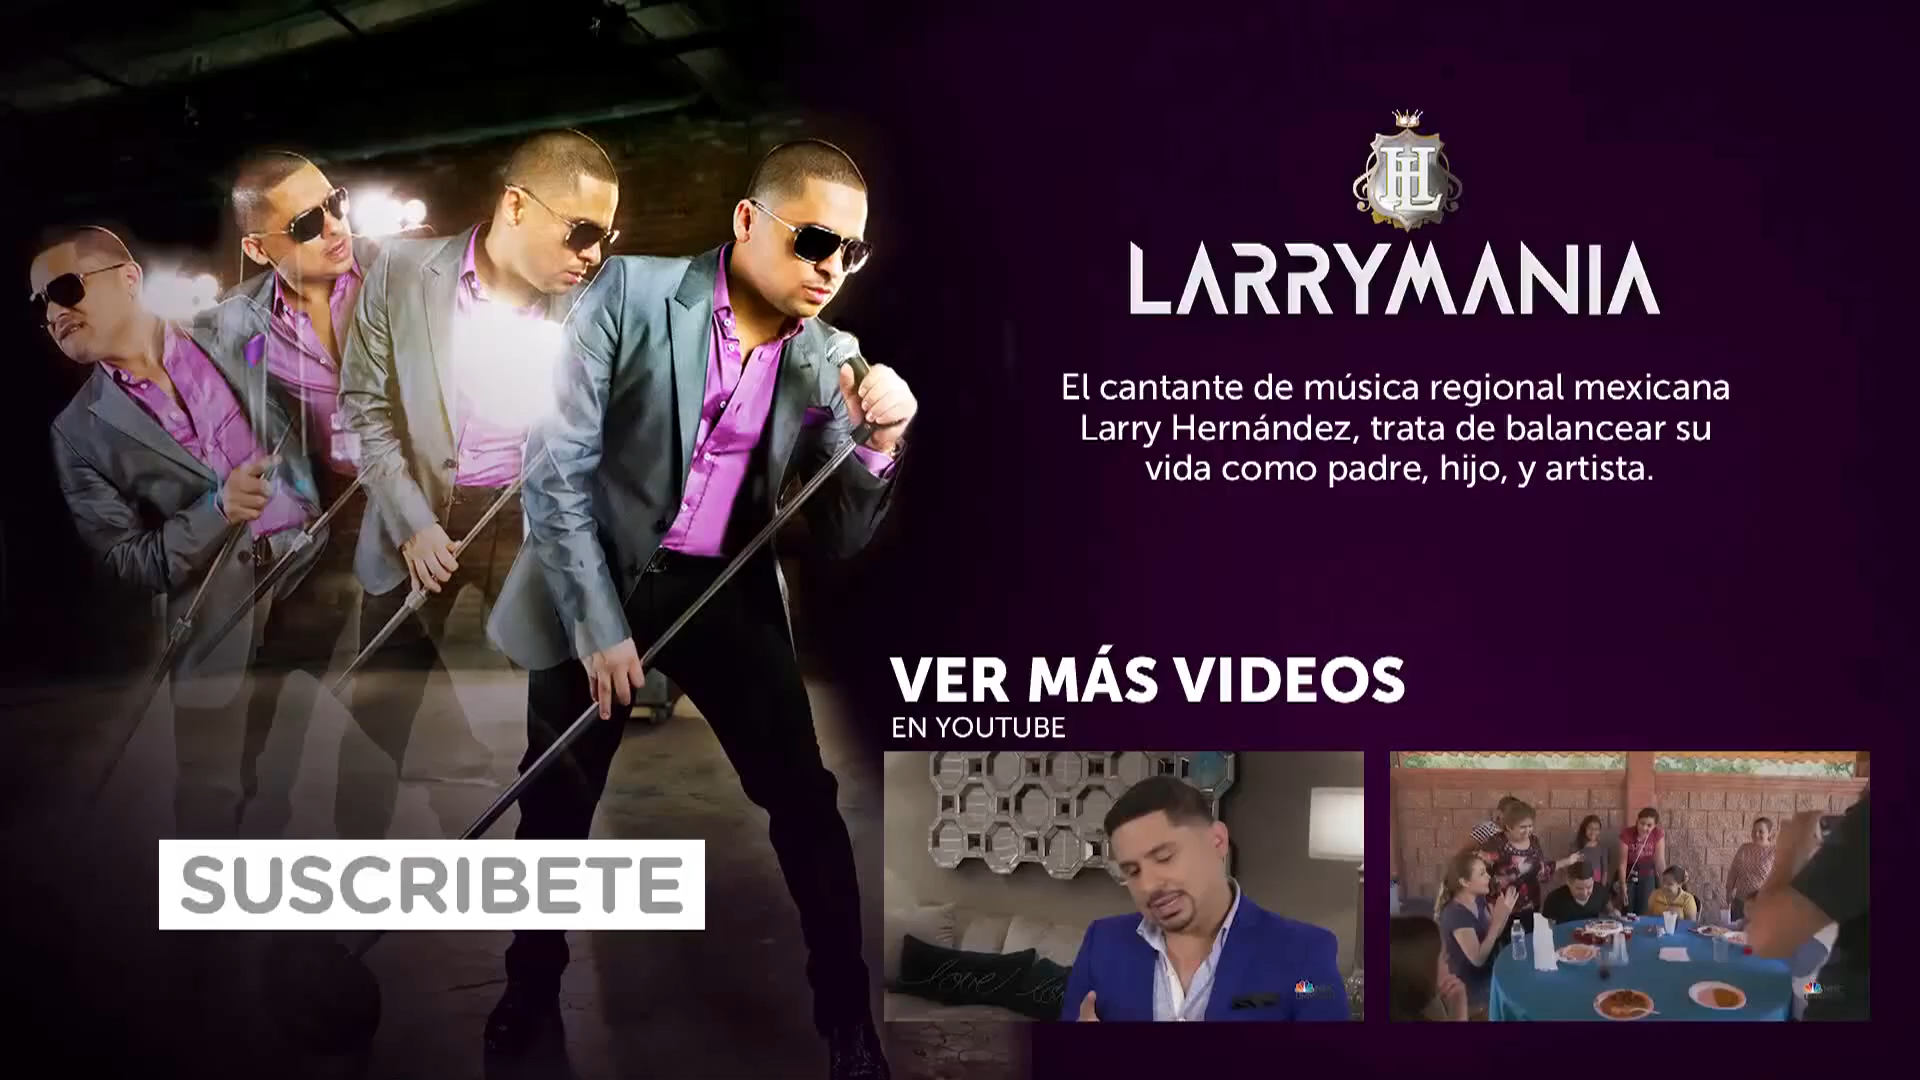 LH
LARRYMANIA
El cantante de música regional mexicana
Larry Hernández, trata de balancear su
vida como padre, hijo, y artista.
VER MÁS VIDEOS
EN YOUTUBE
SUSCRIBETE